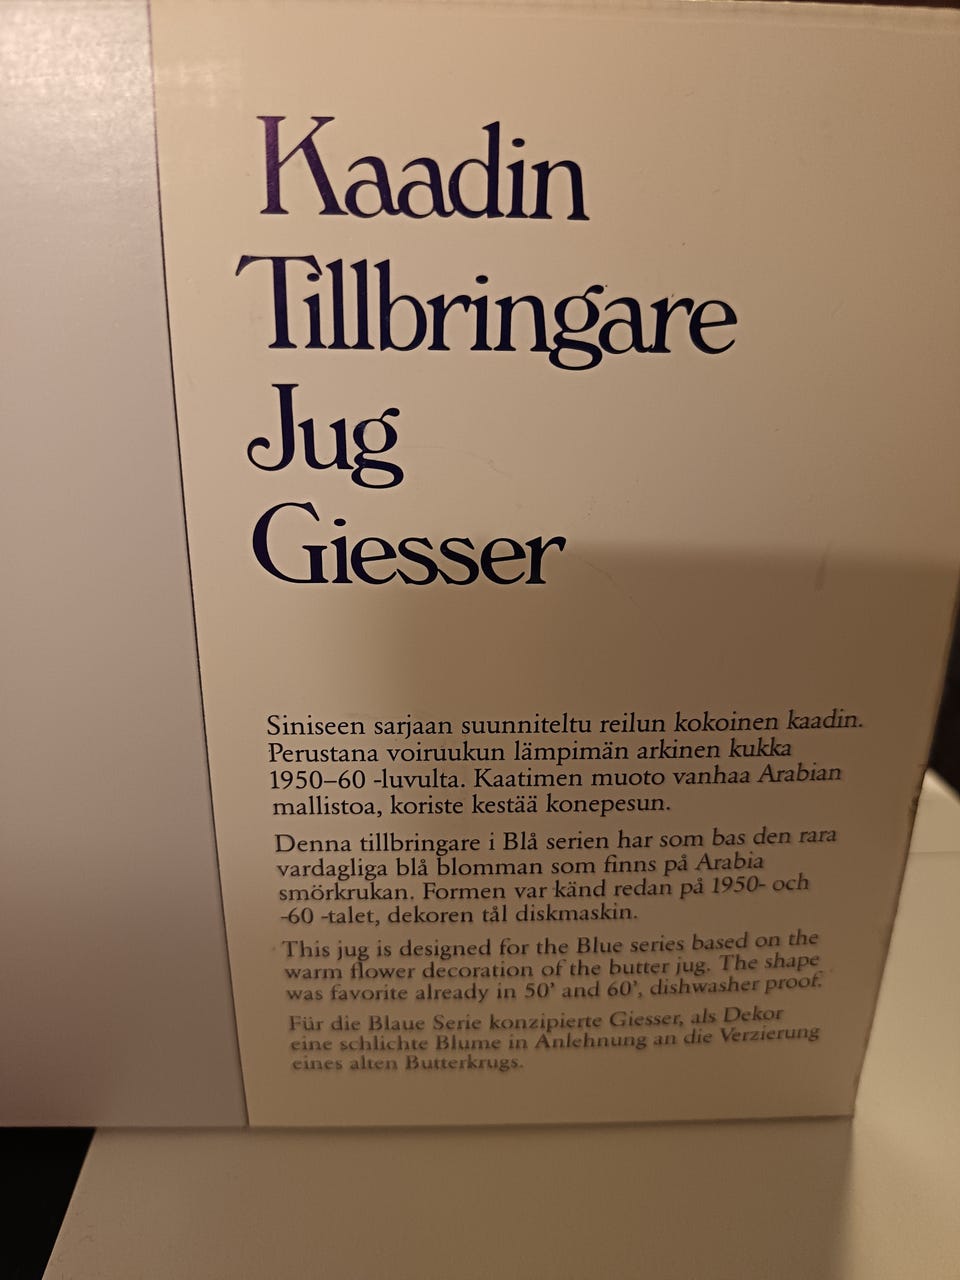 Kaadin
Tillbringare
Jug
Giesser
Siniseen sarjaan suunniteltu reilun kokoinen kaadin.
Perustana voiruukun lämpimän arkinen kukka
1950–60 -luvulta. Kaatimen muoto vanhaa Arabian
mallistoa, koriste kestää konepesun.
Denna tillbringare i Blå serien har som bas den rara
vardagliga blå blomman som finns på Arabia
smörkrukan. Formen var känd redan på 1950- och
-60 -talet, dekoren tål diskmaskin.
This jug is designed for the Blue series based on the
warm flower decoration of the butter jug. The shape
was favorite already in 50’ and 60’, dishwasher proof.
Für die Blaue Serie konzipierte Giesser, als Dekor
eine schlichte Blume in Anlehnung an die Verzierung
eines alten Butterkrugs.